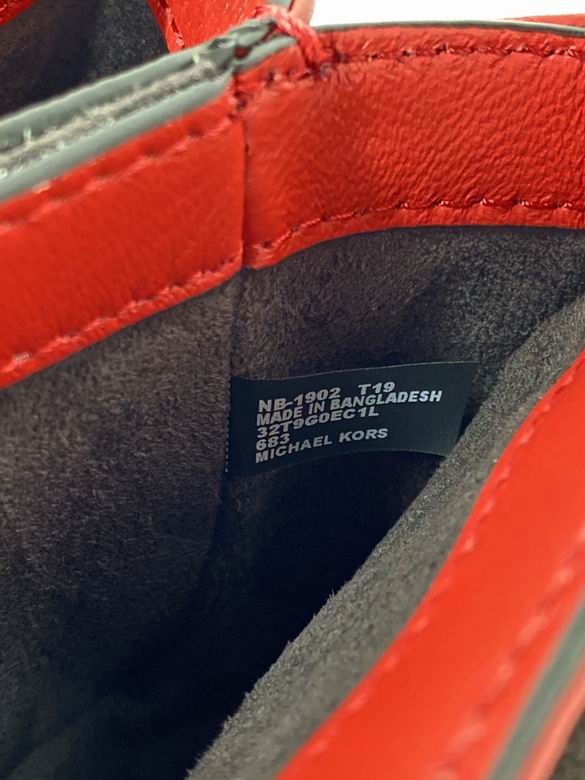 NB-1902 T19
MADE IN BANGLADESH
32T9G0EC1L
683
MICHAEL KORS